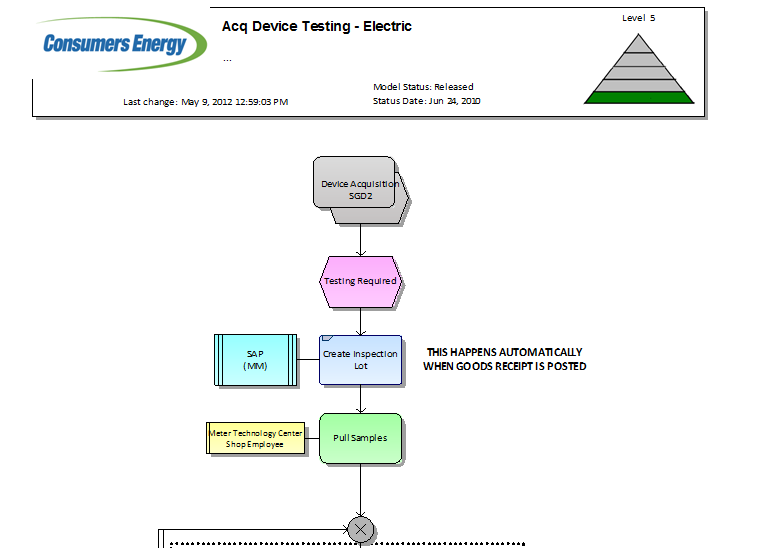 Consumers Energy
Acq Device Testing - Electric
...
Level 5
Model Status: Released
Last change: May 9, 2012 12:59:03 PM
Status Date: Jun 24, 2010
Device Acquisition
SGD2
Testing Required
SAP
(MM)
Create Inspection
Lot
THIS HAPPENS AUTOMATICALLY
WHEN GOODS RECEIPT IS POSTED
Meter Technology Center
Shop Employee
Pull Samples